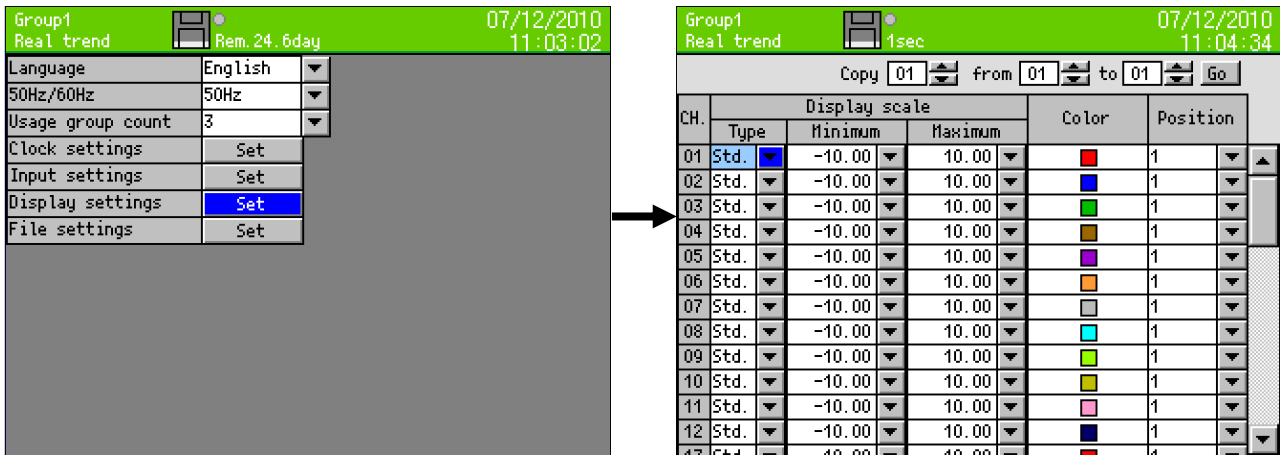 Group1 07/12/2010
Real trend Rem.24.6day 11:03:02
Language English
50Hz/60Hz 50Hz
Usage group count 3
Clock settings Set
Input settings Set
Display settings Set
File settings Set
Group1 07/12/2010
Real trend 1sec 11:04:34
Copy 01 from 01 to 01 Go
CH. Display scale Color Position
Type Minimum Maximum
01 Std. -10.00 10.00 1
02 Std. -10.00 10.00 1
03 Std. -10.00 10.00 1
04 Std. -10.00 10.00 1
05 Std. -10.00 10.00 1
06 Std. -10.00 10.00 1
07 Std. -10.00 10.00 1
08 Std. -10.00 10.00 1
09 Std. -10.00 10.00 1
10 Std. -10.00 10.00 1
11 Std. -10.00 10.00 1
12 Std. -10.00 10.00 1